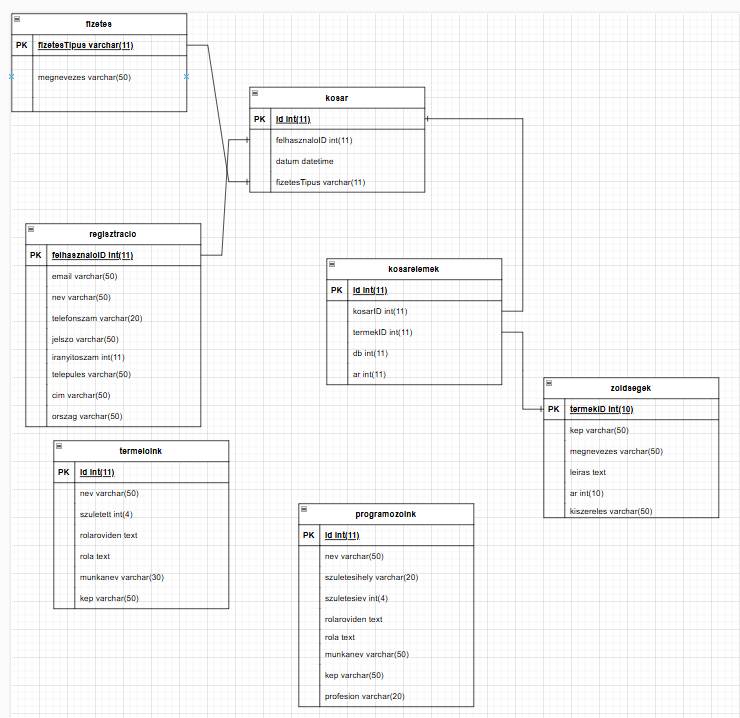 fizetes
PK fizetesTipus varchar(11)
megnevezes varchar(50)
kosar
PK id int(11)
felhasznaloID int(11)
datum datetime
fizetesTipus varchar(11)
regisztracio
PK felhasznaloID int(11)
email varchar(50)
nev varchar(50)
telefonszam varchar(20)
jelszo varchar(50)
iranyitoszam int(11)
telepules varchar(50)
cim varchar(50)
orszag varchar(50)
kosarelemek
PK id int(11)
kosarID int(11)
termekID int(11)
db int(11)
ar int(11)
zoldsegek
PK termekID int(10)
kep varchar(50)
megnevezes varchar(50)
leiras text
ar int(10)
kiszereles varchar(50)
termeloink
PK id int(11)
nev varchar(50)
szuletett int(4)
rolaroviden text
rola text
munkanev varchar(30)
kep varchar(50)
programozoink
PK id int(11)
nev varchar(50)
szuletesihely varchar(20)
szuletesiev int(4)
rolaroviden text
rola text
munkanev varchar(50)
kep varchar(50)
profesion varchar(20)